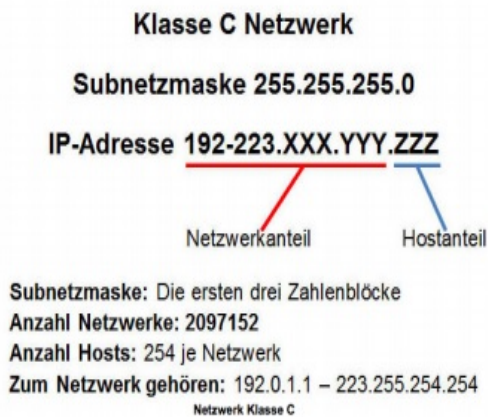 Klasse C Netzwerk
Subnetzmaske 255.255.255.0
IP-Adresse 192-223.XXX.YYY.ZZZ
Netzwerkanteil Hostanteil
Subnetzmaske: Die ersten drei Zahlenblöcke
Anzahl Netzwerke: 2097152
Anzahl Hosts: 254 je Netzwerk
Zum Netzwerk gehören: 192.0.1.1 – 223.255.254.254
Netzwerk Klasse C